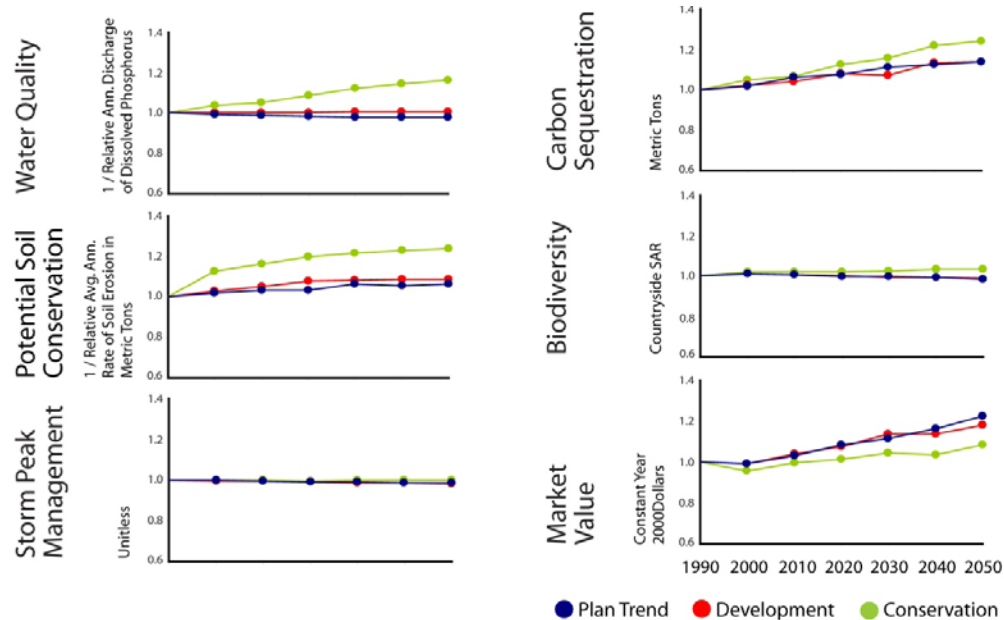 Water Quality
1 / Relative Ann. Discharge
of Dissolved Phosphorus
1.4
1.2
1.0
0.8
0.6
Potential Soil
Conservation
1 / Relative Avg. Ann.
Rate of Soil Erosion in
Metric Tons
1.4
1.2
1.0
0.8
0.6
Storm Peak
Management
Unitless
1.4
1.2
1.0
0.8
0.6
Carbon
Sequestration
Metric Tons
1.4
1.2
1.0
0.8
0.6
Biodiversity
Countryside SAR
1.4
1.2
1.0
0.8
0.6
Market
Value
Constant Year
2000Dollars
1.4
1.2
1.0
0.8
0.6
1990 2000 2010 2020 2030 2040 2050
Plan Trend Development Conservation